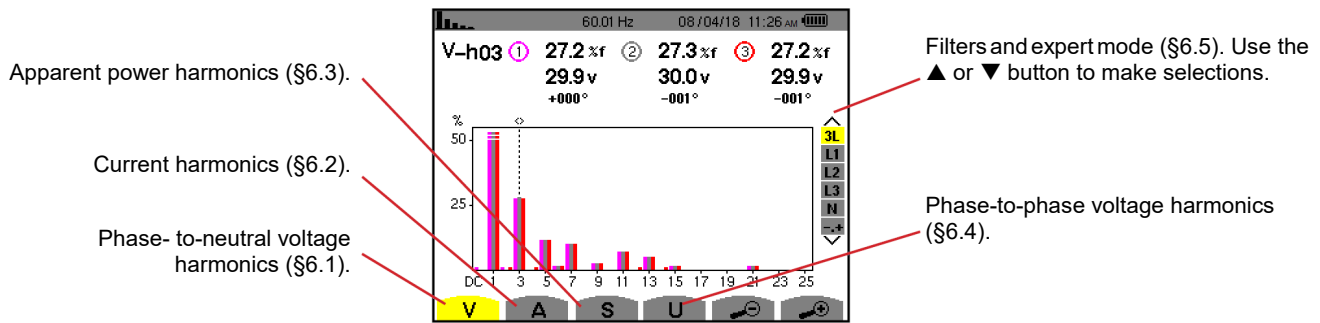 60.01 Hz 08/04/18 11:26 AM
V-h03 1 27.2 %f 2 27.3 %f 3 27.2 %f
29.9 v 30.0 v 29.9 v
+000° -001° -001°
Apparent power harmonics (§6.3).
Current harmonics (§6.2).
Phase- to-neutral voltage
harmonics (§6.1).
%
50
25
DC 1 3 5 7 9 11 13 15 17 19 21 23 25
3L
L1
L2
L3
N
-.+
V A S U
Filters and expert mode (§6.5). Use the
▲ or ▼ button to make selections.
Phase-to-phase voltage harmonics
(§6.4).